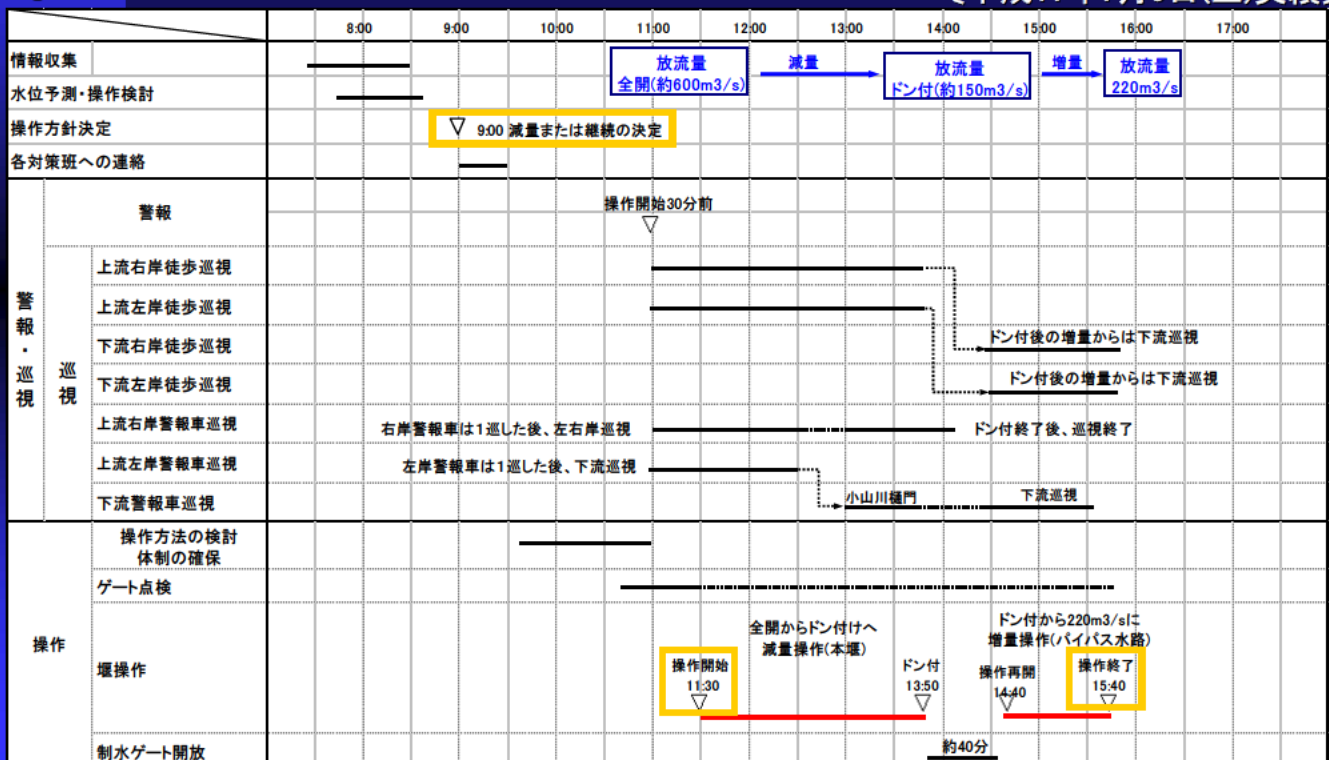 8:00 9:00 10:00 11:00 12:00 13:00 14:00 15:00 16:00 17:00
情報収集
放流量
全開(約600m3/s)
減量
放流量
ドン付(約150m3/s)
増量
放流量
220m3/s
水位予測・操作検討
操作方針決定
9:00 減量または継続の決定
各対策班への連絡
警報・巡視
警報
操作開始30分前
巡視
上流右岸徒歩巡視
上流左岸徒歩巡視
下流右岸徒歩巡視
ドン付後の増量からは下流巡視
下流左岸徒歩巡視
ドン付後の増量からは下流巡視
上流右岸警報車巡視
右岸警報車は1巡した後、左右岸巡視
ドン付終了後、巡視終了
上流左岸警報車巡視
左岸警報車は1巡した後、下流巡視
下流警報車巡視
小山川樋門
下流巡視
操作
操作方法の検討
体制の確保
ゲート点検
堰操作
全開からドン付けへ
減量操作(本堰)
ドン付から220m3/sに
増量操作(バイパス水路)
操作開始
11:30
ドン付
13:50
操作再開
14:40
操作終了
15:40
制水ゲート開放
約40分